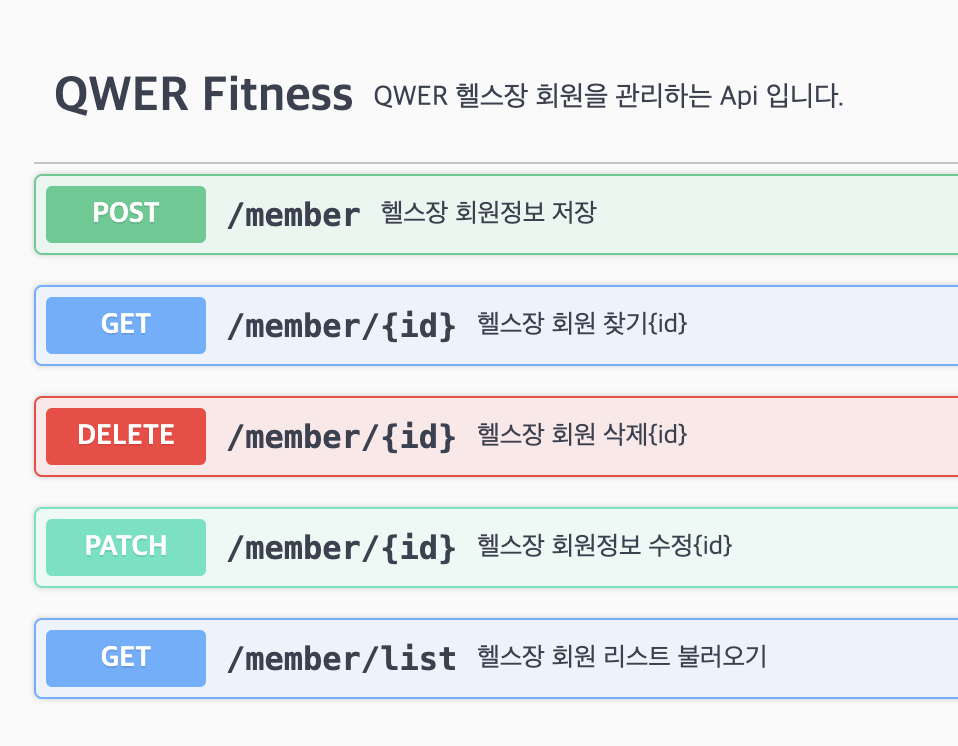 QWER Fitness QWER 헬스장 회원을 관리하는 Api 입니다.
POST /member 헬스장 회원정보 저장
GET /member/{id} 헬스장 회원 찾기{id}
DELETE /member/{id} 헬스장 회원 삭제{id}
PATCH /member/{id} 헬스장 회원정보 수정{id}
GET /member/list 헬스장 회원 리스트 불러오기